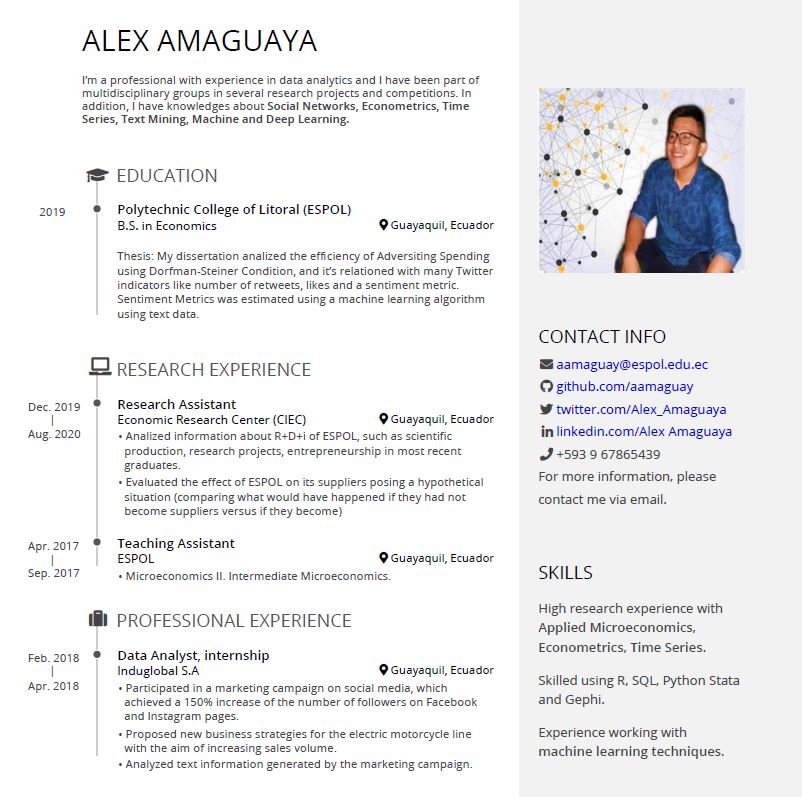 ALEX AMAGUAYA
I'm a professional with experience in data analytics and I have been part of
multidisciplinary groups in several research projects and competitions. In
addition, I have knowledges about Social Networks, Econometrics, Time
Series, Text Mining, Machine and Deep Learning.
EDUCATION
2019
Polytechnic College of Litoral (ESPOL)
B.S. in Economics
Guayaquil, Ecuador
Thesis: My dissertation analized the efficiency of Adversiting Spending
using Dorfman-Steiner Condition, and it's relationed with many Twitter
indicators like number of retweets, likes and a sentiment metric.
Sentiment Metrics was estimated using a machine learning algorithm
using text data.
RESEARCH EXPERIENCE
Dec. 2019
|
Aug. 2020
Research Assistant
Economic Research Center (CIEC)
Guayaquil, Ecuador
• Analized information about R+D+i of ESPOL, such as scientific
production, research projects, entrepreneurship in most recent
graduates.
• Evaluated the effect of ESPOL on its suppliers posing a hypothetical
situation (comparing what would have happened if they had not
become suppliers versus if they become)
Apr. 2017
|
Sep. 2017
Teaching Assistant
ESPOL
Guayaquil, Ecuador
• Microeconomics II. Intermediate Microeconomics.
PROFESSIONAL EXPERIENCE
Feb. 2018
|
Apr. 2018
Data Analyst, internship
Induglobal S.A
Guayaquil, Ecuador
• Participated in a marketing campaign on social media, which
achieved a 150% increase of the number of followers on Facebook
and Instagram pages.
• Proposed new business strategies for the electric motorcycle line
with the aim of increasing sales volume.
• Analyzed text information generated by the marketing campaign.
CONTACT INFO
aamaguay@espol.edu.ec
github.com/aamaguay
twitter.com/Alex_Amaguaya
linkedin.com/Alex Amaguaya
+593 9 67865439
For more information, please
contact me via email.
SKILLS
High research experience with
Applied Microeconomics,
Econometrics, Time Series.
Skilled using R, SQL, Python Stata
and Gephi.
Experience working with
machine learning techniques.